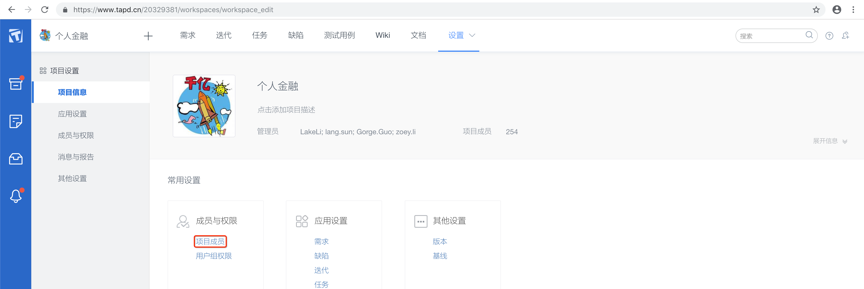 https://www.tapd.cn/20329381/workspaces/workspace_edit
个人金融
需求 迭代 任务 缺陷 测试用例 Wiki 文档 设置
搜索
项目设置
项目信息
应用设置
成员与权限
消息与报告
其他设置
千亿
个人金融
点击添加项目描述
管理员 LakeLi; lang.sun; Gorge.Guo; zoey.li 项目成员 254
展开信息
常用设置
成员与权限
项目成员
用户组权限
应用设置
需求
缺陷
迭代
任务
其他设置
版本
基线